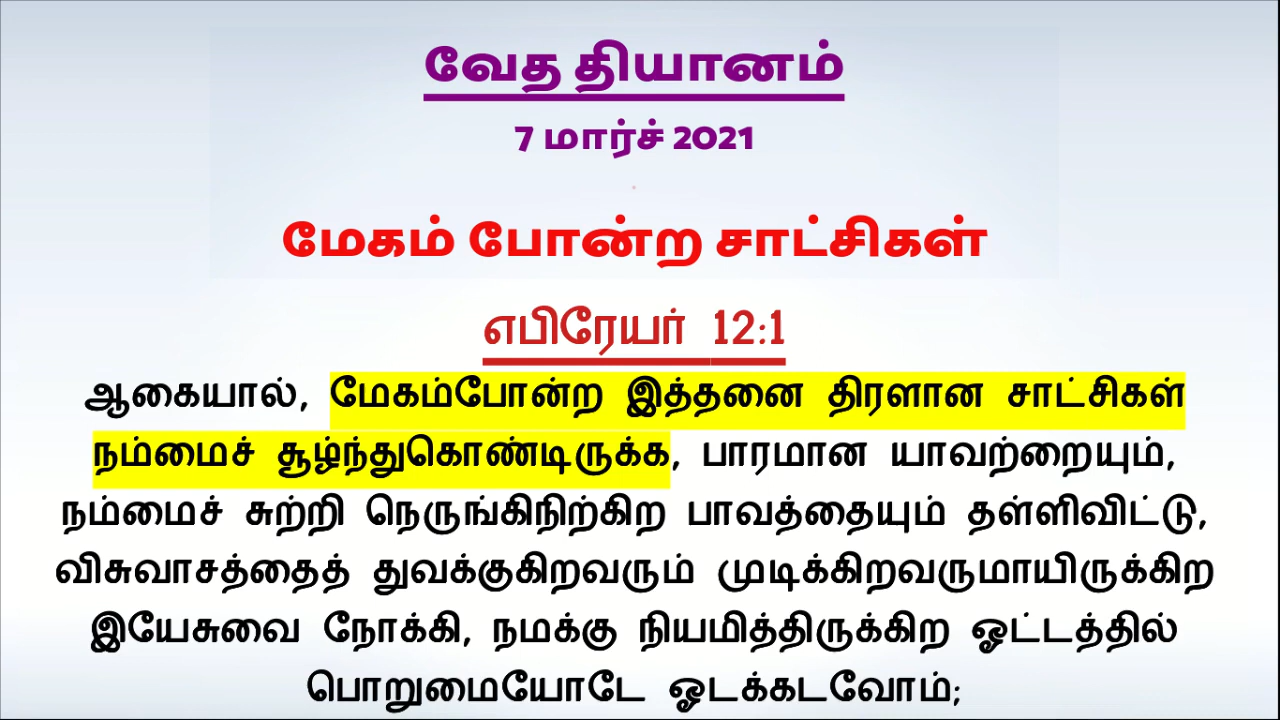 வேத தியானம்
7 மார்ச் 2021
மேகம் போன்ற சாட்சிகள்
எபிரேயர் 12:1
ஆகையால், மேகம்போன்ற இத்தனை திரளான சாட்சிகள்
நம்மைச் சூழ்ந்துகொண்டிருக்க, பாரமான யாவற்றையும்,
நம்மைச் சுற்றி நெருங்கிநிற்கிற பாவத்தையும் தள்ளிவிட்டு,
விசுவாசத்தைத் துவக்குகிறவரும் முடிக்கிறவருமாயிருக்கிற
இயேசுவை நோக்கி, நமக்கு நியமித்திருக்கிற ஓட்டத்தில்
பொறுமையோடே ஓடக்கடவோம்;